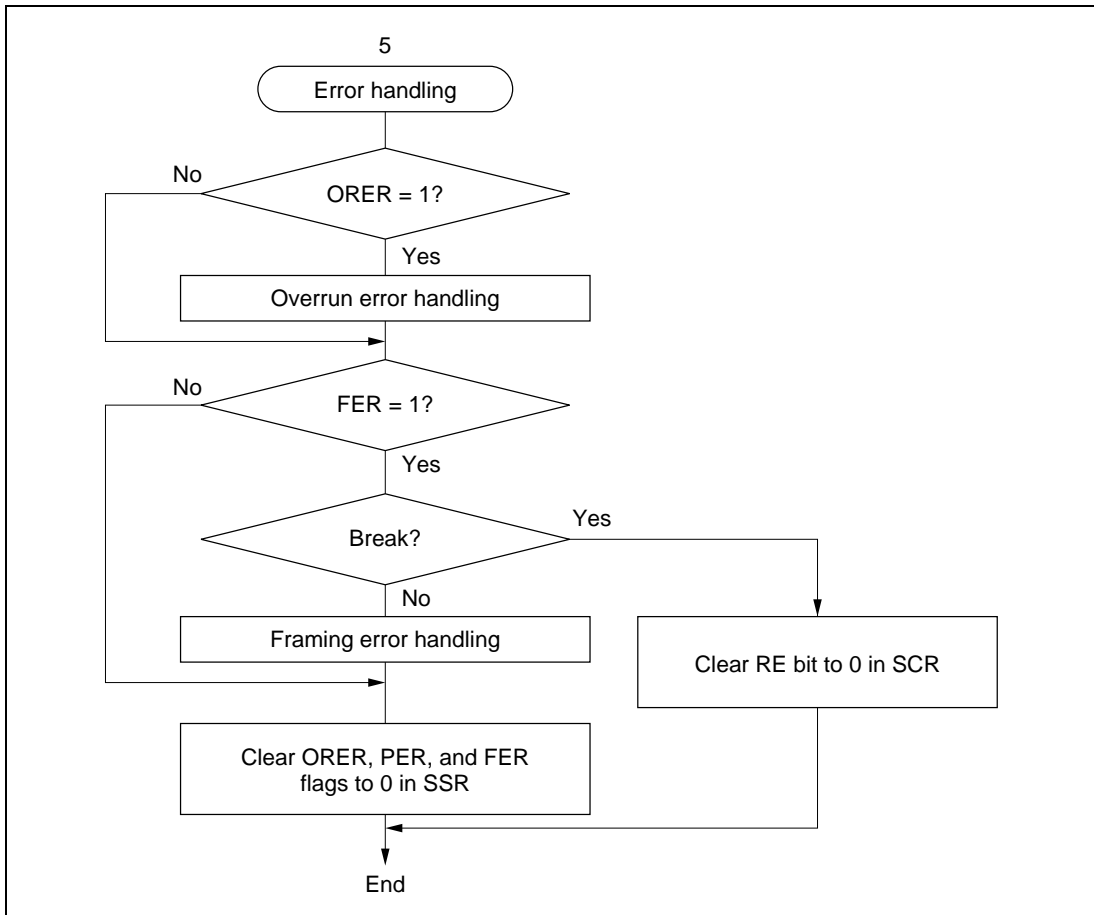 5
Error handling
No
ORER = 1?
Yes
Overrun error handling
No
FER = 1?
Yes
Break?
Yes
No
Framing error handling
Clear RE bit to 0 in SCR
Clear ORER, PER, and FER
flags to 0 in SSR
End